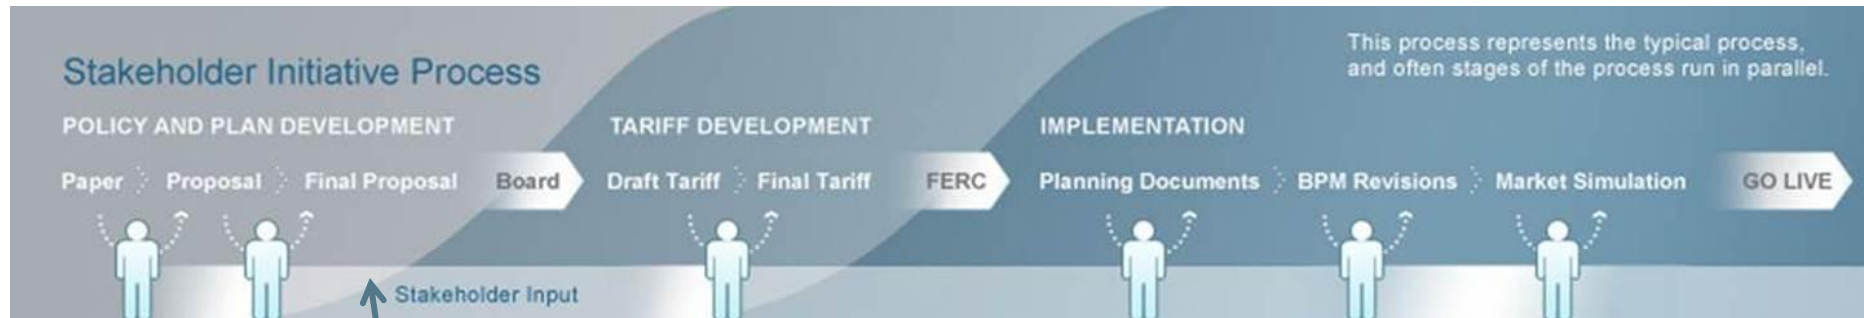 This process represents the typical process,
and often stages of the process run in parallel.
Stakeholder Initiative Process
POLICY AND PLAN DEVELOPMENT TARIFF DEVELOPMENT IMPLEMENTATION
Paper Proposal Final Proposal Board Draft Tariff Final Tariff FERC Planning Documents BPM Revisions Market Simulation GO LIVE
Stakeholder Input